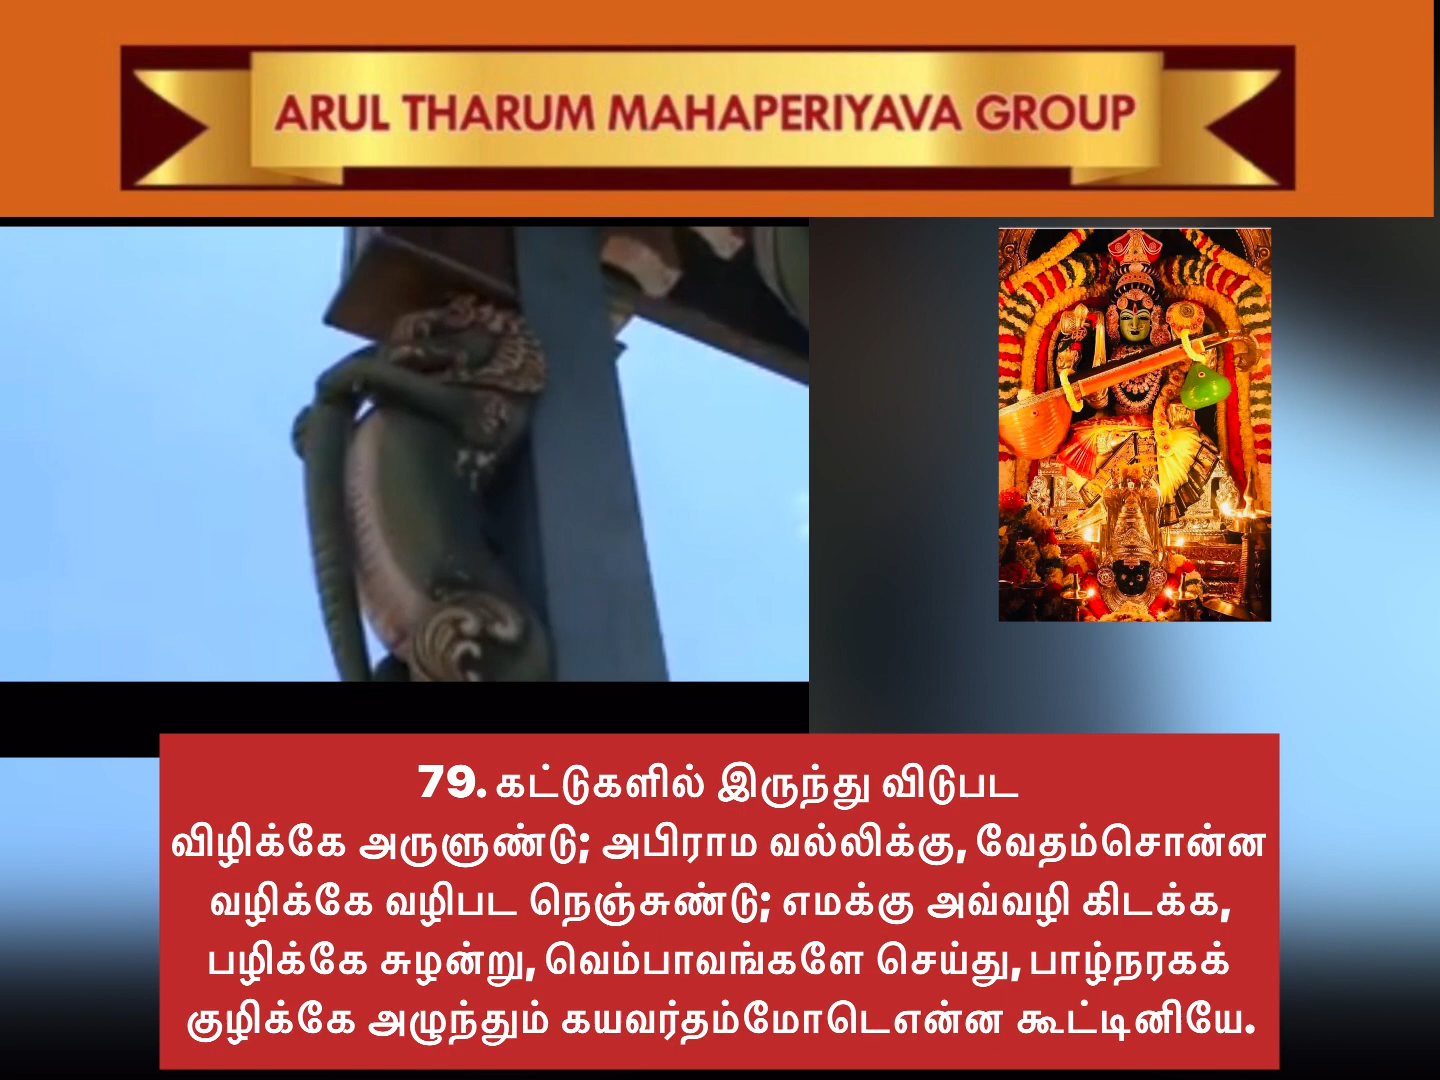 ARUL THARUM MAHAPERIYAVA GROUP
79. கட்டுகளில் இருந்து விடுபட
விழிக்கே அருளுண்டு; அபிராம வல்லிக்கு, வேதம்சொன்ன
வழிக்கே வழிபட நெஞ்சுண்டு; எமக்கு அவ்வழி கிடக்க,
பழிக்கே சுழன்று, வெம்பாவங்களே செய்து, பாழ்நரகக்
குழிக்கே அழுந்தும் கயவர்தம்மோடெஎன்ன கூட்டினியே.